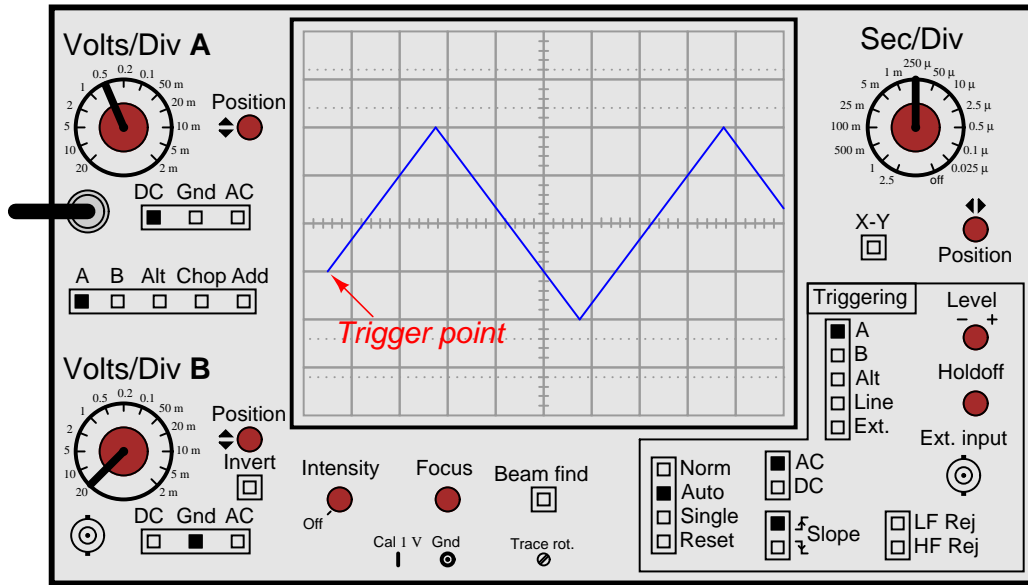 Volts/Div A
20 10 5 2 1 0.5 0.2 0.1 50 m 20 m 10 m 5 m 2 m
Position
DC Gnd AC
A B Alt Chop Add
Volts/Div B
20 10 5 2 1 0.5 0.2 0.1 50 m 20 m 10 m 5 m 2 m
Position
Invert
DC Gnd AC
Trigger point
Intensity
Off
Focus
Beam find
Cal 1 V Gnd
Trace rot.
Sec/Div
1 500 m 100 m 25 m 5 m 1 m 250 µ 50 µ 10 µ 2.5 µ 0.5 µ 0.1 µ 0.025 µ off 2.5
X-Y
Position
Triggering
A
B
Alt
Line
Ext.
Level
− +
Holdoff
Ext. input
Norm
Auto
Single
Reset
AC
DC
Slope
LF Rej
HF Rej